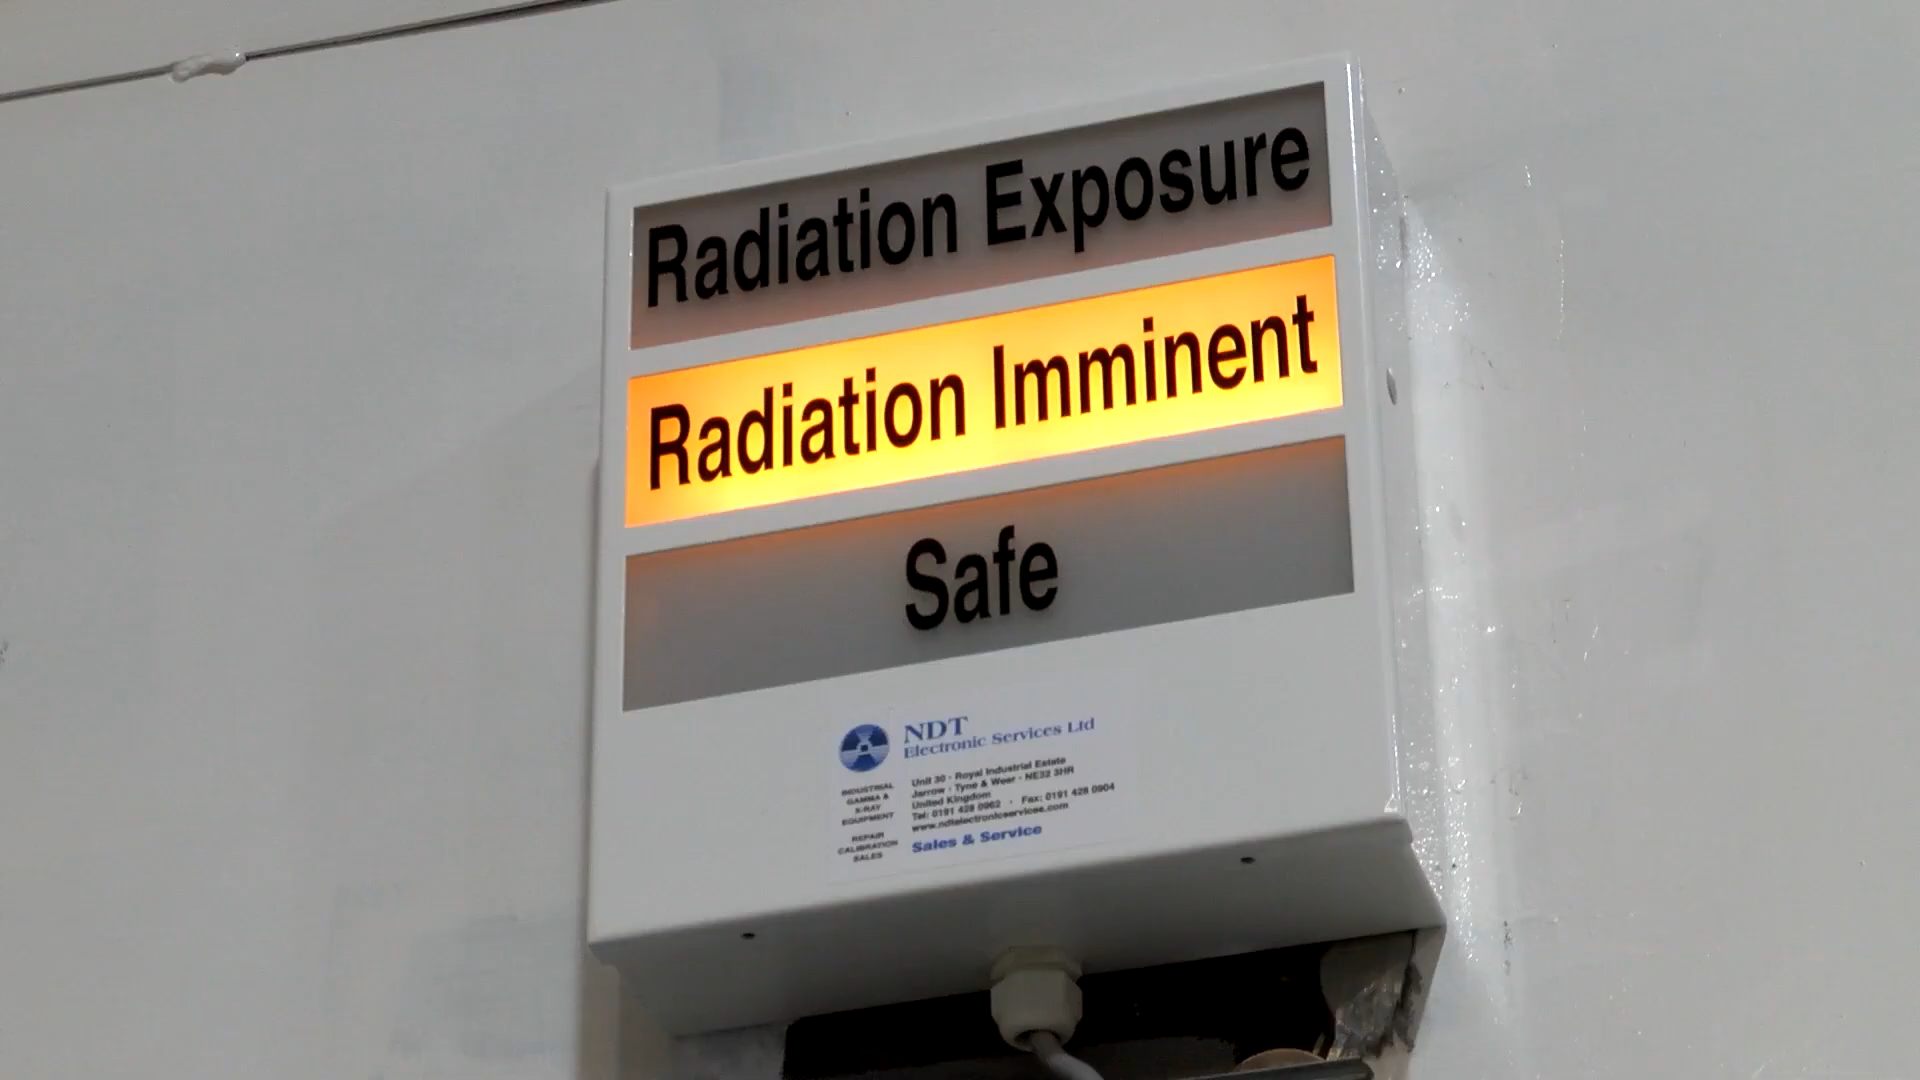 Radiation Exposure
Radiation Imminent
Safe
NDT
Electronic Services Ltd
Unit 30 - Royal Industrial Estate
Jarrow - Tyne & Wear - NE32 3HR
United Kingdom
Tel: 0191 428 0962 · Fax: 0191 428 0904
www.ndtelectronicservices.com
Sales & Service
INDUSTRIAL
GAMMA &
X-RAY
EQUIPMENT
REPAIR
CALIBRATION
SALES